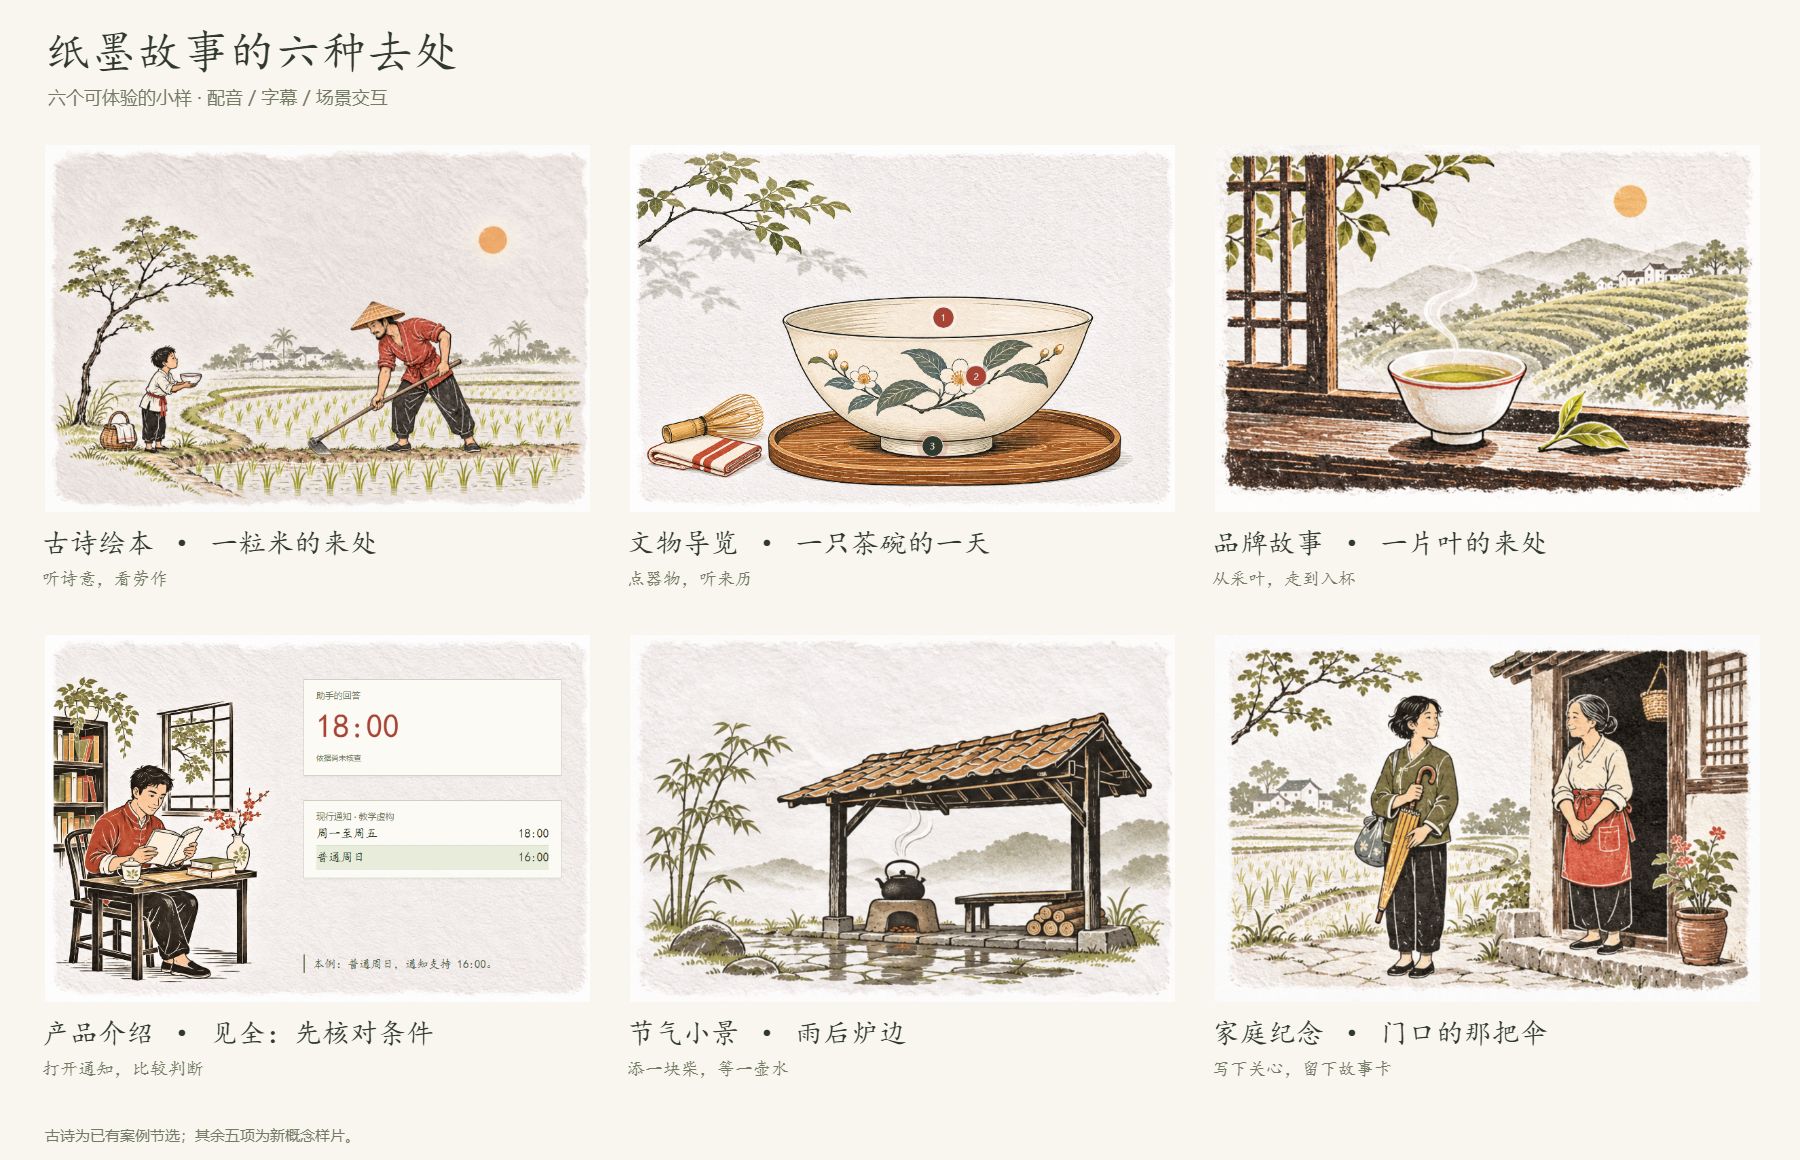 纸墨故事的六种去处
六个可体验的小样 · 配音 / 字幕 / 场景交互
1
2
3
古诗绘本 • 一粒米的来处
听诗意，看劳作
文物导览 • 一只茶碗的一天
点器物，听来历
品牌故事 • 一片叶的来处
从采叶，走到入杯
助手的回答
18:00
依据尚未核查
现行通知 · 教学虚构
周一至周五 18:00
普通周日 16:00
本例：普通周日，通知支持 16:00。
产品介绍 • 见全：先核对条件
打开通知，比较判断
节气小景 • 雨后炉边
添一块柴，等一壶水
家庭纪念 • 门口的那把伞
写下关心，留下故事卡
古诗为已有案例节选；其余五项为新概念样片。